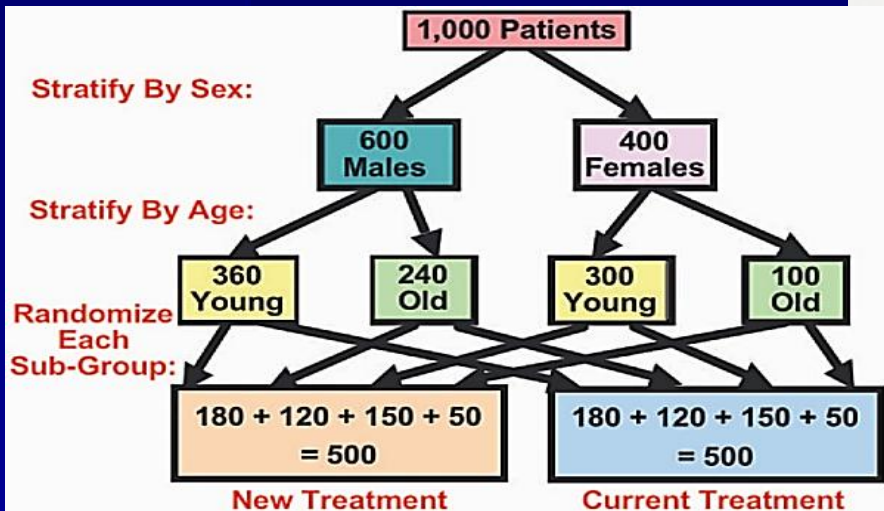 1,000 Patients
Stratify By Sex:
600
Males
400
Females
Stratify By Age:
360
Young
240
Old
300
Young
100
Old
Randomize
Each
Sub-Group:
180 + 120 + 150 + 50
= 500
180 + 120 + 150 + 50
= 500
New Treatment
Current Treatment